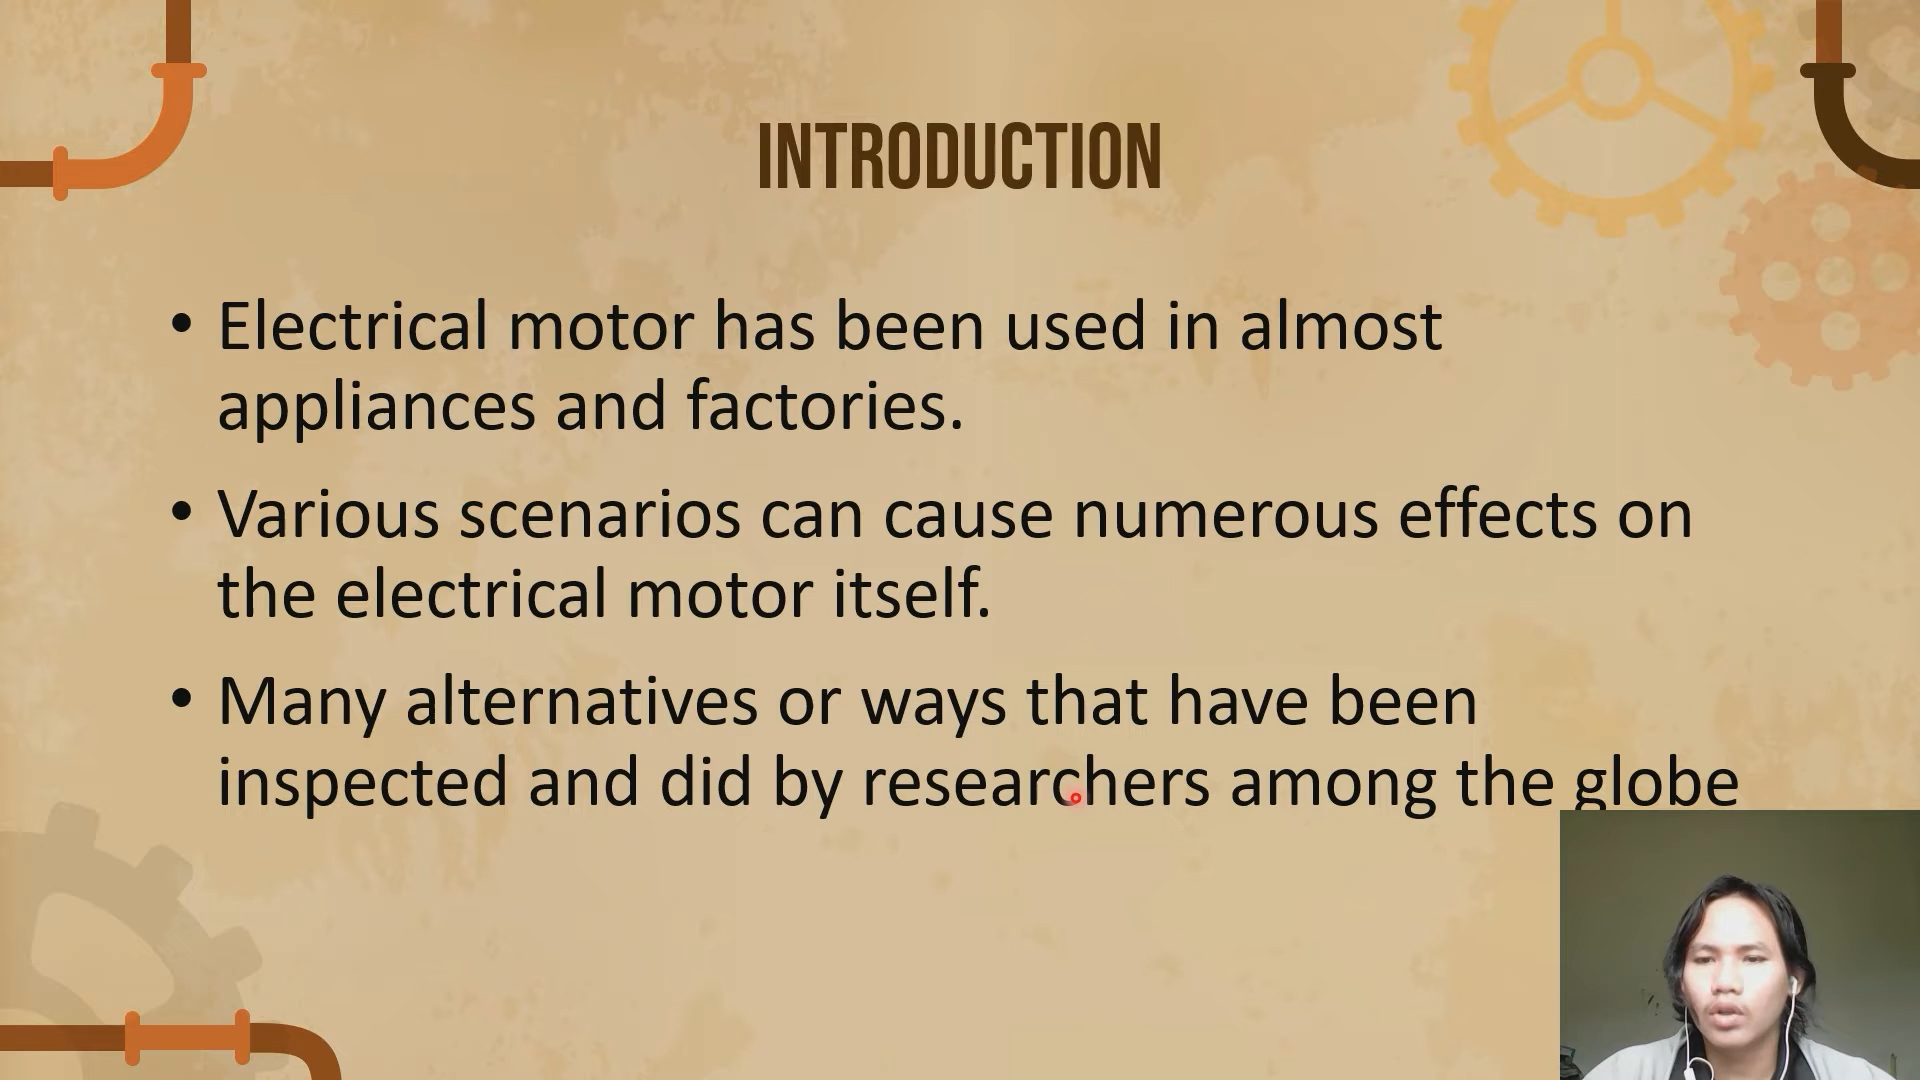 INTRODUCTION
• Electrical motor has been used in almost
appliances and factories.
• Various scenarios can cause numerous effects on
the electrical motor itself.
• Many alternatives or ways that have been
inspected and did by researchers among the globe